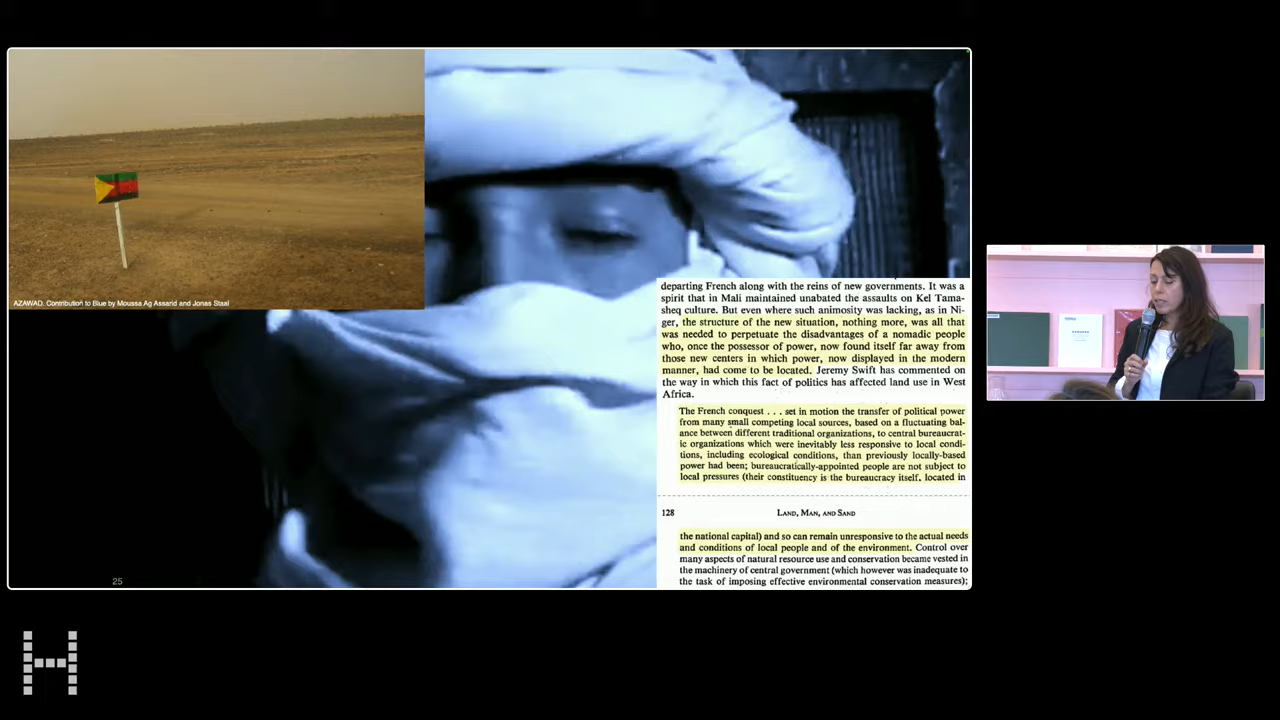 AZAWAD. Contribution to Blue by Moussa Ag Assarid and Jonas Staal
departing French along with the reins of new governments. It was a
spirit that in Mali maintained unabated the assaults on Kel Tama-
sheq culture. But even where such animosity was lacking, as in Ni-
ger, the structure of the new situation, nothing more, was all that
was needed to perpetuate the disadvantages of a nomadic people
who, once the possessor of power, now found itself far away from
those new centers in which power, now displayed in the modern
manner, had come to be located. Jeremy Swift has commented on
the way in which this fact of politics has affected land use in West
Africa.
The French conquest . . . set in motion the transfer of political power
from many small competing local sources, based on a fluctuating bal-
ance between different traditional organizations, to central bureaucrat-
ic organizations which were inevitably less responsive to local condi-
tions, including ecological conditions, than previously locally-based
power had been; bureaucratically-appointed people are not subject to
local pressures (their constituency is the bureaucracy itself, located in
128 LAND, MAN, AND SAND
the national capital) and so can remain unresponsive to the actual needs
and conditions of local people and of the environment. Control over
many aspects of natural resource use and conservation became vested in
the machinery of central government (which however was inadequate to
the task of imposing effective environmental conservation measures);
25
H